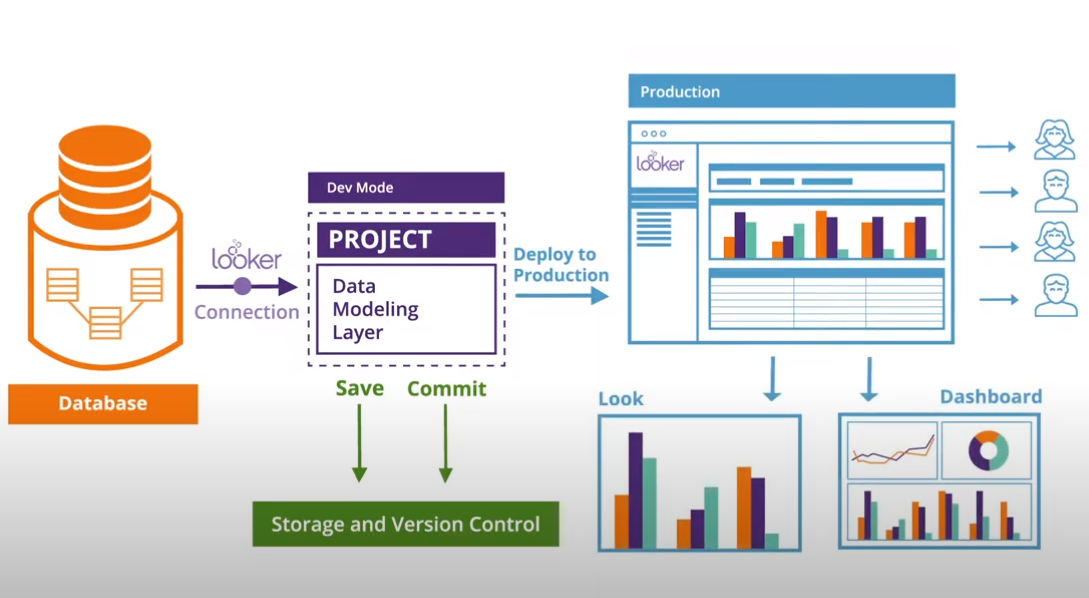 Database
looker
Connection
Dev Mode
PROJECT
Data
Modeling
Layer
Save
Commit
Storage and Version Control
Deploy to
Production
Production
looker
Look
Dashboard